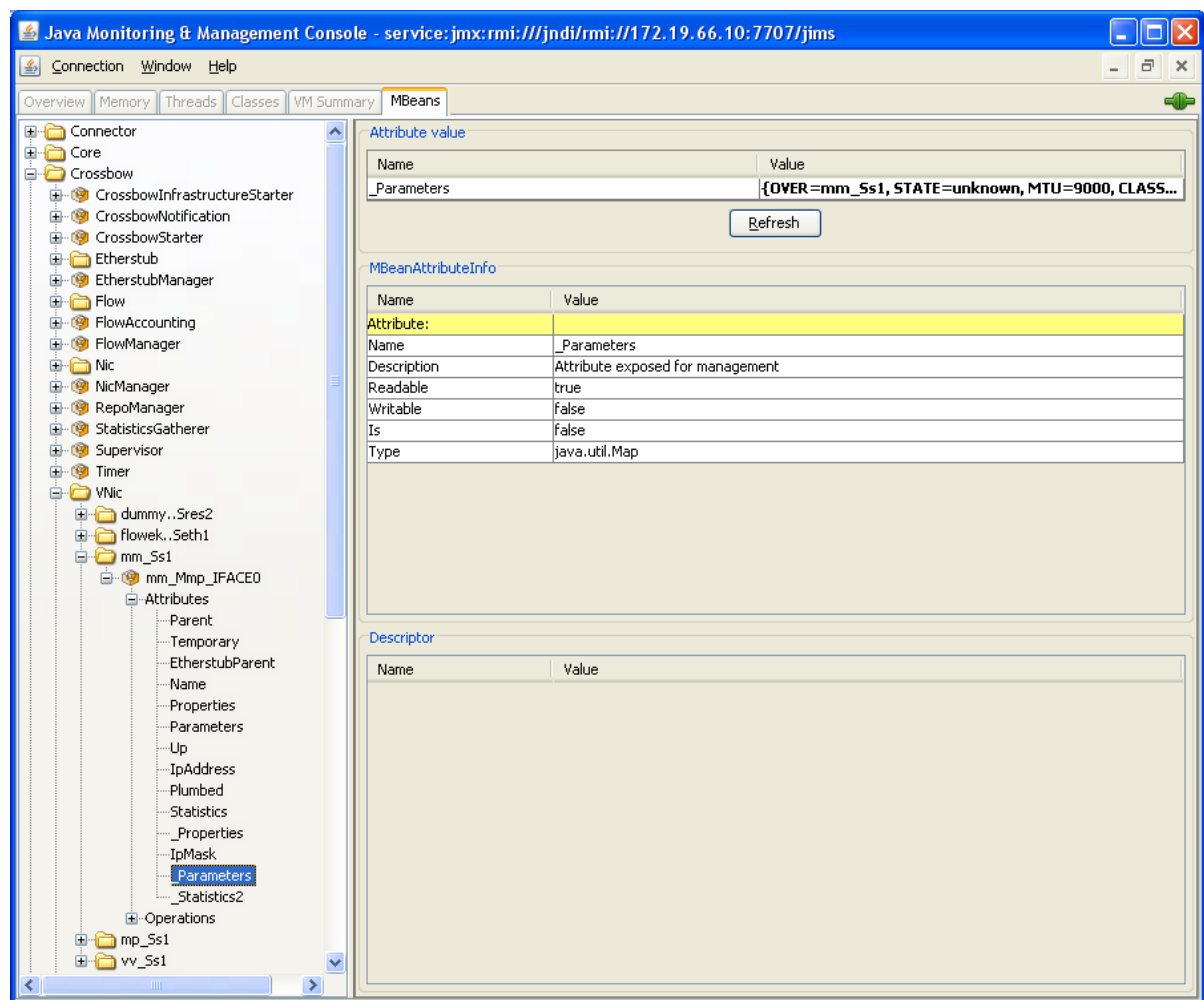 Java Monitoring & Management Console - service:jmx:rmi:///jndi/rmi://172.19.66.10:7707/jims
Connection Window Help
Overview Memory Threads Classes VM Summary MBeans
Connector
Core
Crossbow
CrossbowInfrastructureStarter
CrossbowNotification
CrossbowStarter
Etherstub
EtherstubManager
Flow
FlowAccounting
FlowManager
Nic
NicManager
RepoManager
StatisticsGatherer
Supervisor
Timer
VNic
dummy..Sres2
flowek..Seth1
mm_Ss1
mm_Mmp_IFACE0
Attributes
Parent
Temporary
EtherstubParent
Name
Properties
Parameters
Up
IpAddress
Plumbed
Statistics
_Properties
IpMask
_Parameters
_Statistics2
Operations
mp_Ss1
vv_Ss1
Attribute value
Name Value
_Parameters {OVER=mm_Ss1, STATE=unknown, MTU=9000, CLASS...
Refresh
MBeanAttributeInfo
Name Value
Attribute:
Name _Parameters
Description Attribute exposed for management
Readable true
Writable false
Is false
Type java.util.Map
Descriptor
Name Value